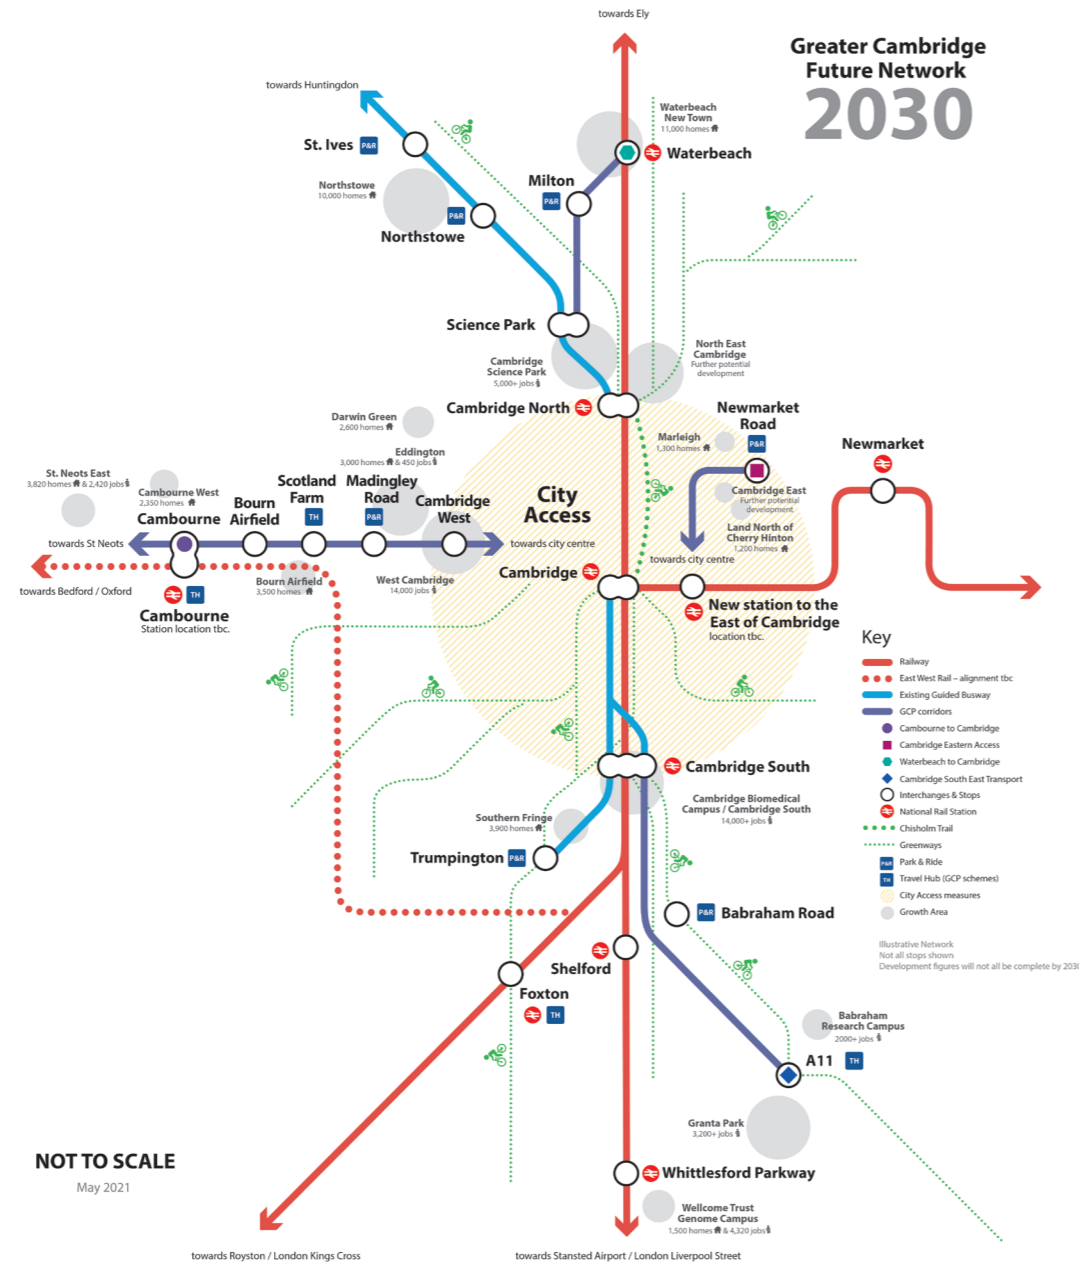 towards Ely
Greater Cambridge
Future Network
2030
towards Huntingdon
Waterbeach
New Town
11,000 homes
St. Ives P&R
Waterbeach
Milton
P&R
Northstowe
10,000 homes
P&R
Northstowe
Science Park
North East
Cambridge
Further potential
development
Cambridge
Science Park
5,000+ jobs
Cambridge North
Newmarket
Road
P&R
Darwin Green
2,600 homes
Marleigh
1,300 homes
Newmarket
Eddington
3,000 homes & 450 jobs
St. Neots East
3,820 homes & 2,420 jobs
Cambourne West
2,350 homes
Cambourne
Bourn
Airfield
Scotland
Farm
TH
Madingley
Road
P&R
Cambridge
West
City
Access
Cambridge East
Further potential
development
Land North of
Cherry Hinton
1,200 homes
towards St Neots
towards city centre
towards city centre
Cambridge
towards Bedford / Oxford
Bourn Airfield
3,500 homes
West Cambridge
14,000 jobs
TH
Cambourne
Station location tbc.
New station to the
East of Cambridge
location tbc.
Key
Railway
East West Rail – alignment tbc
Existing Guided Busway
GCP corridors
Cambourne to Cambridge
Cambridge Eastern Access
Waterbeach to Cambridge
Cambridge South East Transport
Interchanges & Stops
National Rail Station
Chisholm Trail
Greenways
P&R Park & Ride
TH Travel Hub (GCP schemes)
City Access measures
Growth Area
Illustrative Network
Not all stops shown
Development figures will not all be complete by 2030
Cambridge South
Cambridge Biomedical
Campus / Cambridge South
14,000+ jobs
Southern Fringe
3,900 homes
Trumpington P&R
P&R Babraham Road
Shelford
Foxton
TH
Babraham
Research Campus
2000+ jobs
A11 TH
Granta Park
3,200+ jobs
NOT TO SCALE
May 2021
Whittlesford Parkway
Wellcome Trust
Genome Campus
1,500 homes & 4,320 jobs
towards Royston / London Kings Cross
towards Stansted Airport / London Liverpool Street